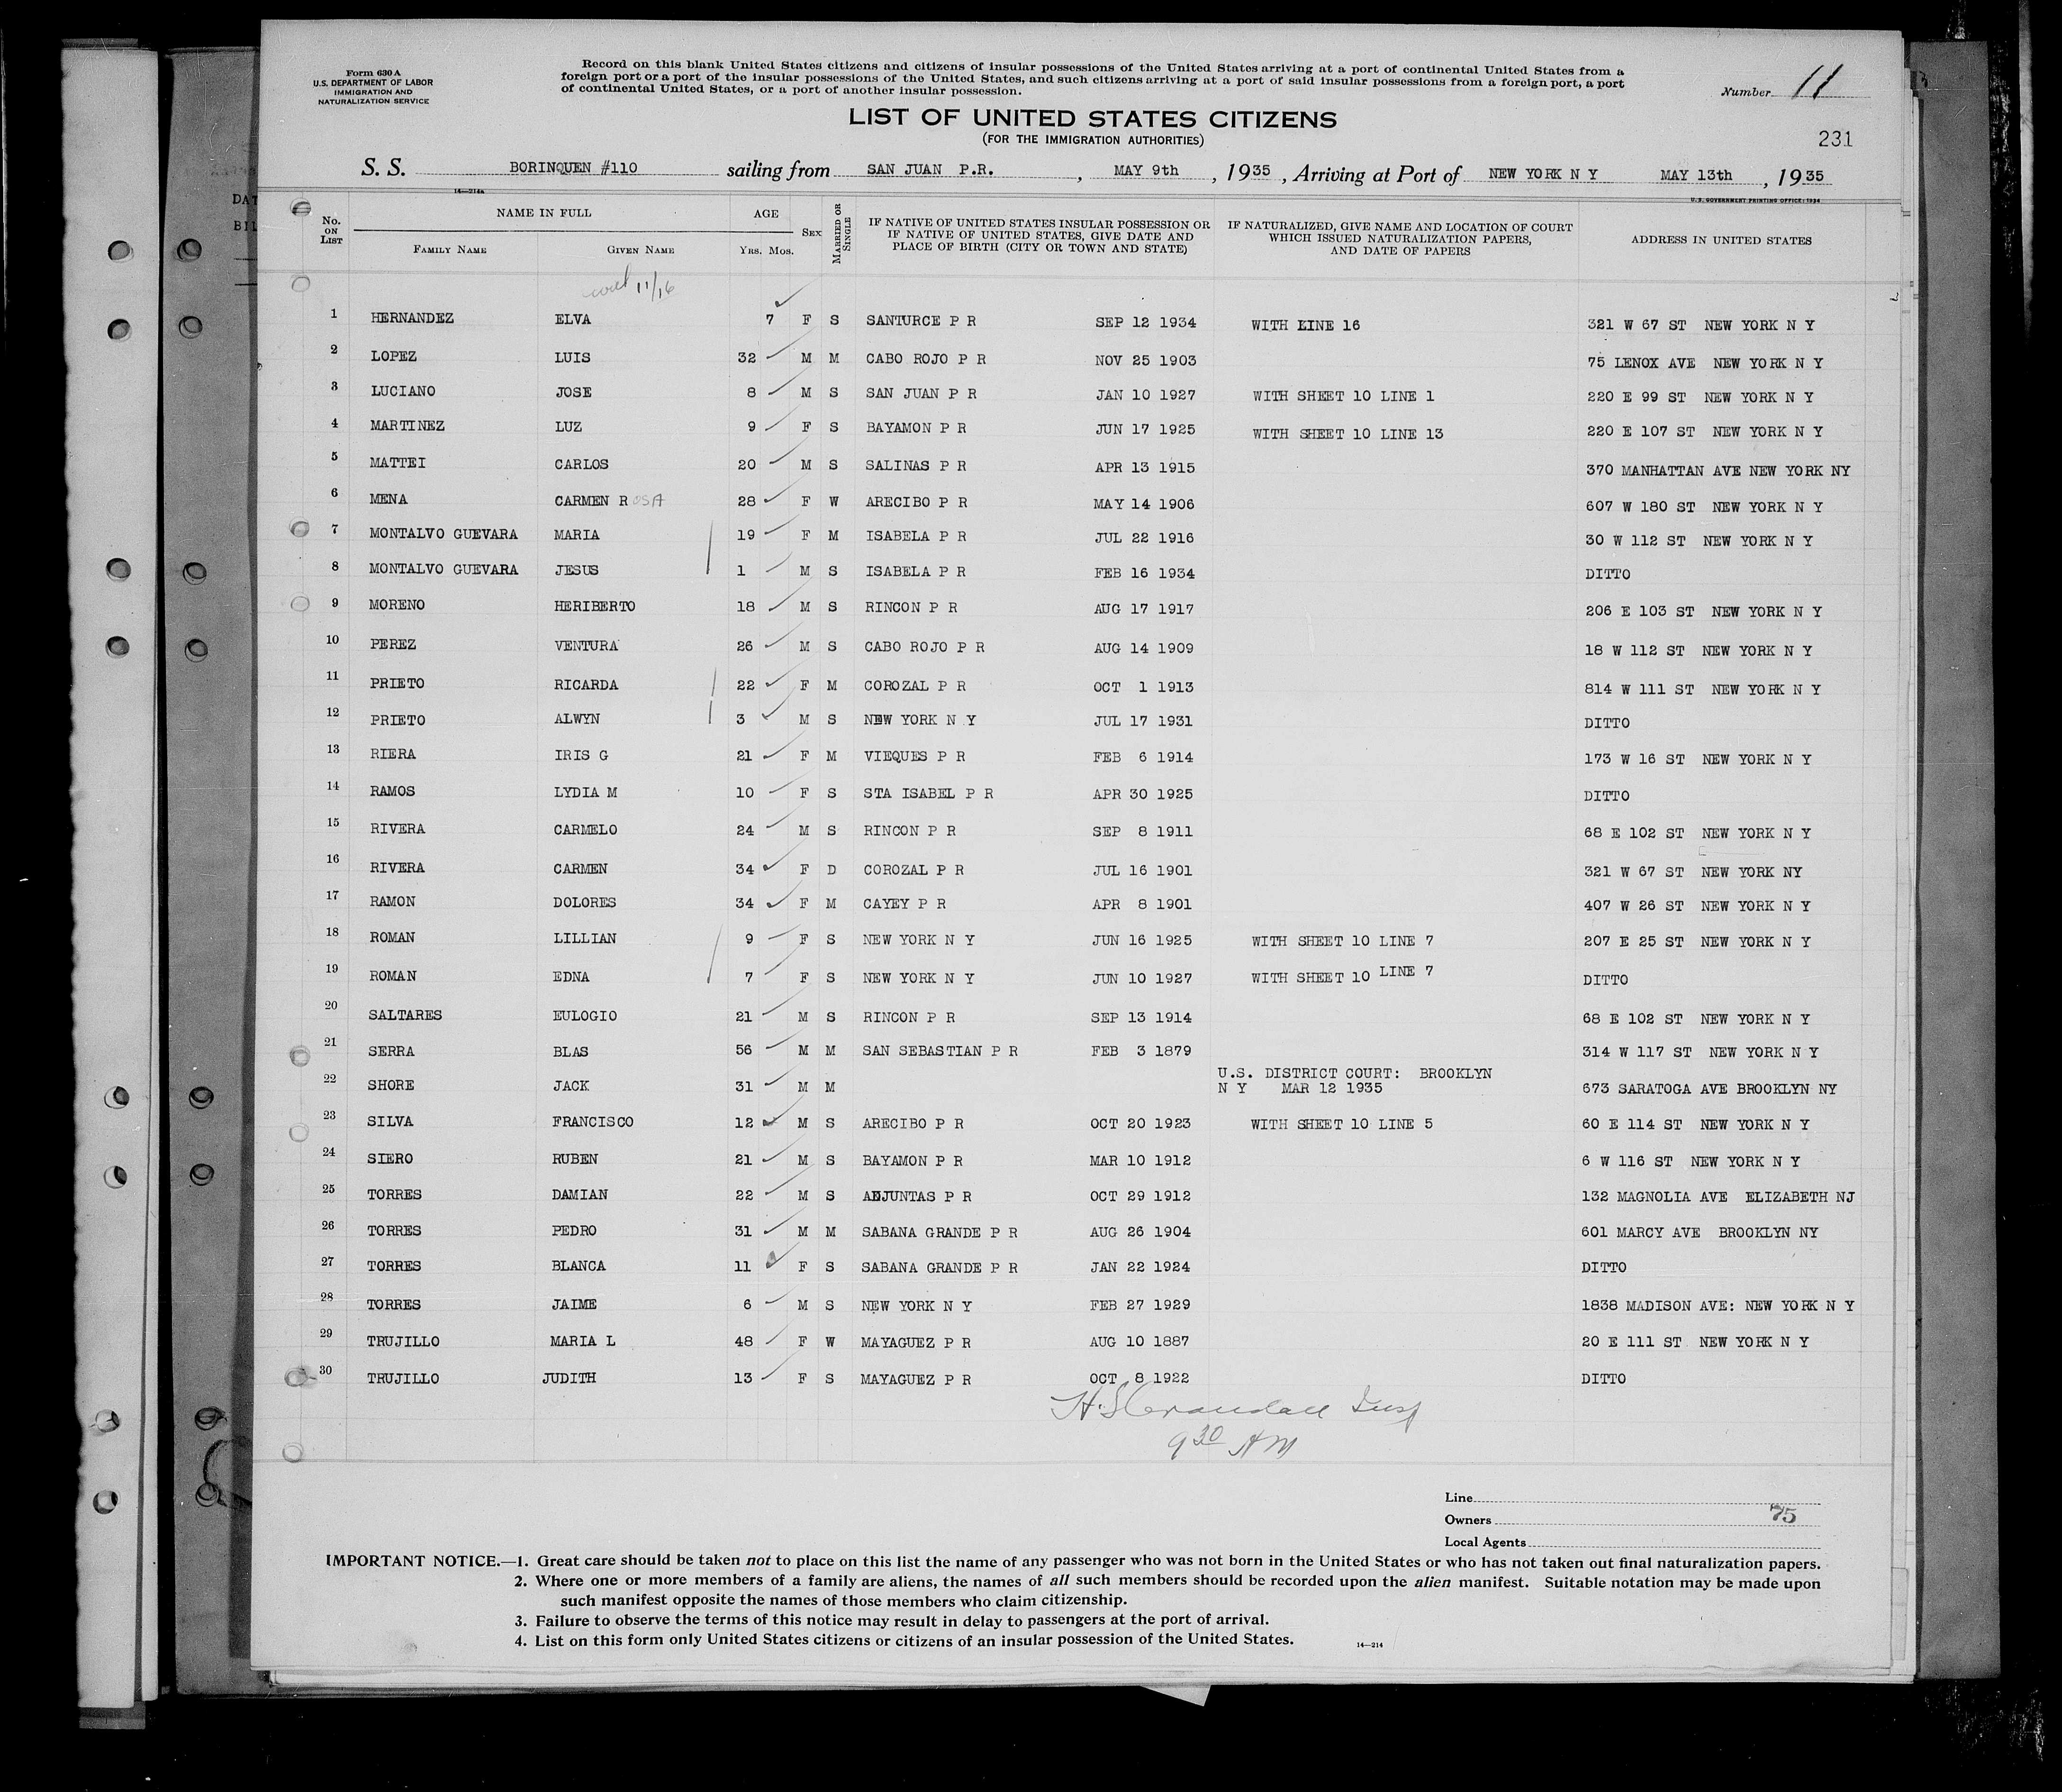 Form 630 A
U.S. DEPARTMENT OF LABOR
IMMIGRATION AND
NATURALIZATION SERVICE
Record on this blank United States citizens and citizens of insular possessions of the United States arriving at a port of continental United States from a
foreign port or a port of the insular possessions of the United States, and such citizens arriving at a port of said insular possessions from a foreign port, a port
of continental United States, or a port of another insular possession.
Number 11
LIST OF UNITED STATES CITIZENS
(FOR THE IMMIGRATION AUTHORITIES)
231
S. S. BORINQUEN #110 sailing from SAN JUAN P.R. , MAY 9th , 1935 , Arriving at Port of NEW YORK N Y MAY 13th , 1935
14—214a
U.S. GOVERNMENT PRINTING OFFICE: 1934
No. ON LIST NAME IN FULL AGE SEX MARRIED OR SINGLE IF NATIVE OF UNITED STATES INSULAR POSSESSION OR IF NATIVE OF UNITED STATES, GIVE DATE AND PLACE OF BIRTH (CITY OR TOWN AND STATE) IF NATURALIZED, GIVE NAME AND LOCATION OF COURT WHICH ISSUED NATURALIZATION PAPERS, AND DATE OF PAPERS ADDRESS IN UNITED STATES
FAMILY NAME GIVEN NAME YRS. MOS.
11/16
1 HERNANDEZ ELVA 7 F S SANTURCE P R SEP 12 1934 WITH LINE 16 321 W 67 ST NEW YORK N Y
2 LOPEZ LUIS 32 M M CABO ROJO P R NOV 25 1903 75 LENOX AVE NEW YORK N Y
3 LUCIANO JOSE 8 M S SAN JUAN P R JAN 10 1927 WITH SHEET 10 LINE 1 220 E 99 ST NEW YORK N Y
4 MARTINEZ LUZ 9 F S BAYAMON P R JUN 17 1925 WITH SHEET 10 LINE 13 220 E 107 ST NEW YORK N Y
5 MATTEI CARLOS 20 M S SALINAS P R APR 13 1915 370 MANHATTAN AVE NEW YORK NY
6 MENA CARMEN ROSA 28 F W ARECIBO P R MAY 14 1906 607 W 180 ST NEW YORK N Y
7 MONTALVO GUEVARA MARIA 19 F M ISABELA P R JUL 22 1916 30 W 112 ST NEW YORK N Y
8 MONTALVO GUEVARA JESUS 1 M S ISABELA P R FEB 16 1934 DITTO
9 MORENO HERIBERTO 18 M S RINCON P R AUG 17 1917 206 E 103 ST NEW YORK N Y
10 PEREZ VENTURA 26 M S CABO ROJO P R AUG 14 1909 18 W 112 ST NEW YORK N Y
11 PRIETO RICARDA 22 F M COROZAL P R OCT 1 1913 814 W 111 ST NEW YORK N Y
12 PRIETO ALWYN 3 M S NEW YORK N Y JUL 17 1931 DITTO
13 RIERA IRIS G 21 F M VIEQUES P R FEB 6 1914 173 W 16 ST NEW YORK N Y
14 RAMOS LYDIA M 10 F S STA ISABEL P R APR 30 1925 DITTO
15 RIVERA CARMELO 24 M S RINCON P R SEP 8 1911 68 E 102 ST NEW YORK N Y
16 RIVERA CARMEN 34 F D COROZAL P R JUL 16 1901 321 W 67 ST NEW YORK NY
17 RAMON DOLORES 34 F M CAYEY P R APR 8 1901 407 W 26 ST NEW YORK N Y
18 ROMAN LILLIAN 9 F S NEW YORK N Y JUN 16 1925 WITH SHEET 10 LINE 7 207 E 25 ST NEW YORK N Y
19 ROMAN EDNA 7 F S NEW YORK N Y JUN 10 1927 WITH SHEET 10 LINE 7 DITTO
20 SALTARES EULOGIO 21 M S RINCON P R SEP 13 1914 68 E 102 ST NEW YORK N Y
21 SERRA BLAS 56 M M SAN SEBASTIAN P R FEB 3 1879 314 W 117 ST NEW YORK N Y
22 SHORE JACK 31 M M U.S. DISTRICT COURT: BROOKLYN N Y MAR 12 1935 673 SARATOGA AVE BROOKLYN NY
23 SILVA FRANCISCO 12 M S ARECIBO P R OCT 20 1923 WITH SHEET 10 LINE 5 60 E 114 ST NEW YORK N Y
24 SIERO RUBEN 21 M S BAYAMON P R MAR 10 1912 6 W 116 ST NEW YORK N Y
25 TORRES DAMIAN 22 M S ADJUNTAS P R OCT 29 1912 132 MAGNOLIA AVE ELIZABETH NJ
26 TORRES PEDRO 31 M M SABANA GRANDE P R AUG 26 1904 601 MARCY AVE BROOKLYN NY
27 TORRES BLANCA 11 F S SABANA GRANDE P R JAN 22 1924 DITTO
28 TORRES JAIME 6 M S NEW YORK N Y FEB 27 1929 1838 MADISON AVE: NEW YORK N Y
29 TRUJILLO MARIA L 48 F W MAYAGUEZ P R AUG 10 1887 20 E 111 ST NEW YORK N Y
30 TRUJILLO JUDITH 13 F S MAYAGUEZ P R OCT 8 1922 DITTO
H. S. Crandall Insp
9 30 AM
Line
Owners 75
Local Agents
IMPORTANT NOTICE.—1. Great care should be taken not to place on this list the name of any passenger who was not born in the United States or who has not taken out final naturalization papers.
2. Where one or more members of a family are aliens, the names of all such members should be recorded upon the alien manifest. Suitable notation may be made upon
such manifest opposite the names of those members who claim citizenship.
3. Failure to observe the terms of this notice may result in delay to passengers at the port of arrival.
4. List on this form only United States citizens or citizens of an insular possession of the United States.
14—214